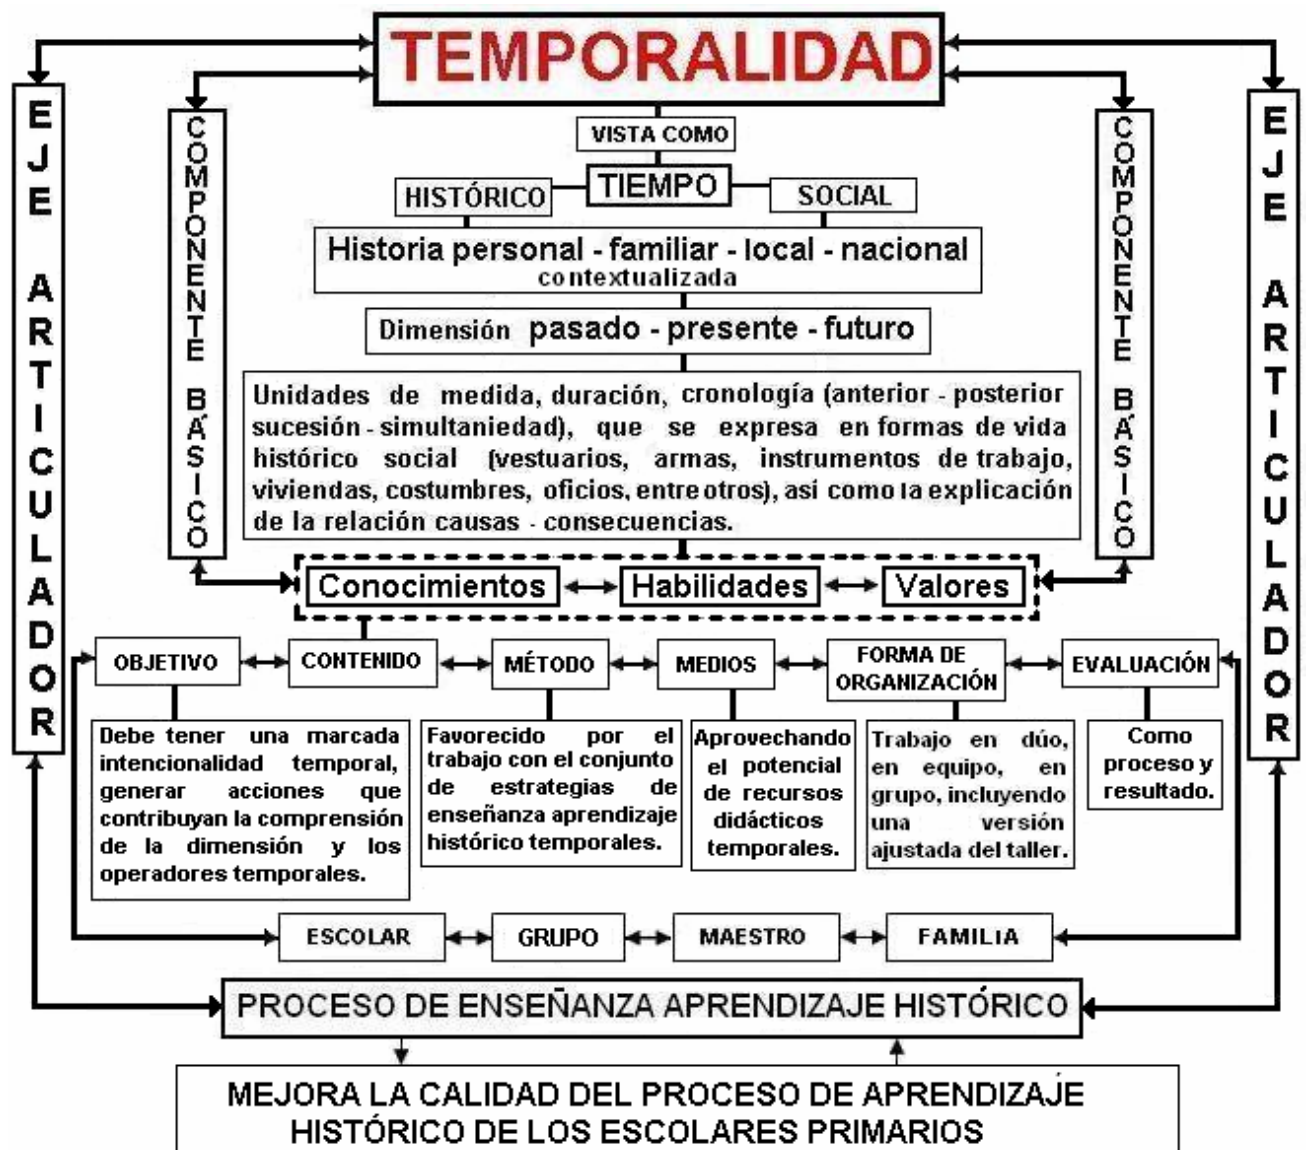 TEMPORALIDAD
EJE ARTICULADOR
COMPONENTE BÁSICO
COMPONENTE BÁSICO
EJE ARTICULADOR
VISTA COMO
HISTÓRICO
TIEMPO
SOCIAL
Historia personal - familiar - local - nacional
contextualizada
Dimensión pasado - presente - futuro
Unidades de medida, duración, cronología (anterior - posterior
sucesión - simultaniedad), que se expresa en formas de vida
histórico social (vestuarios, armas, instrumentos de trabajo,
viviendas, costumbres, oficios, entre otros), así como la explicación
de la relación causas - consecuencias.
Conocimientos
Habilidades
Valores
OBJETIVO
CONTENIDO
MÉTODO
MEDIOS
FORMA DE
ORGANIZACIÓN
EVALUACIÓN
Debe tener una marcada
intencionalidad temporal,
generar acciones que
contribuyan la comprensión
de la dimensión y los
operadores temporales.
Favorecido por el
trabajo con el conjunto
de estrategias de
enseñanza aprendizaje
histórico temporales.
Aprovechando
el potencial
de recursos
didácticos
temporales.
Trabajo en dúo,
en equipo, en
grupo, incluyendo
una versión
ajustada del taller.
Como
proceso y
resultado.
ESCOLAR
GRUPO
MAESTRO
FAMILIA
PROCESO DE ENSEÑANZA APRENDIZAJE HISTÓRICO
MEJORA LA CALIDAD DEL PROCESO DE APRENDIZAJE
HISTÓRICO DE LOS ESCOLARES PRIMARIOS